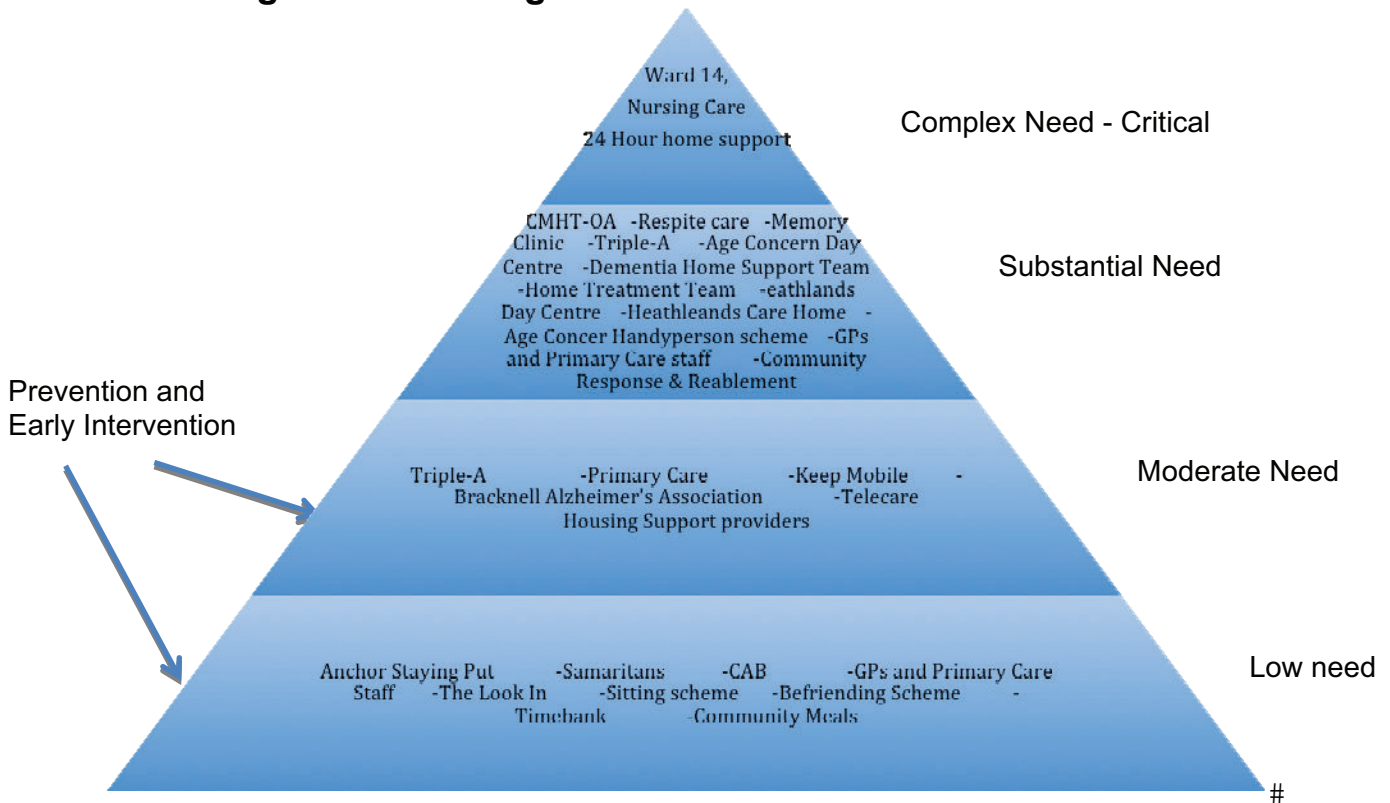 Ward 14,
Nursing Care
24 Hour home support
Complex Need - Critical
CMHT-OA -Respite care -Memory
Clinic -Triple-A -Age Concern Day
Centre -Dementia Home Support Team
-Home Treatment Team -eathlands
Day Centre -Heathleands Care Home -
Age Concer Handyperson scheme -GPs
and Primary Care staff -Community
Response & Reablement
Substantial Need
Prevention and
Early Intervention
Triple-A -Primary Care -Keep Mobile -
Bracknell Alzheimer's Association -Telecare
Housing Support providers
Moderate Need
Anchor Staying Put -Samaritans -CAB -GPs and Primary Care
Staff -The Look In -Sitting scheme -Befriending Scheme -
Timebank -Community Meals
Low need
#